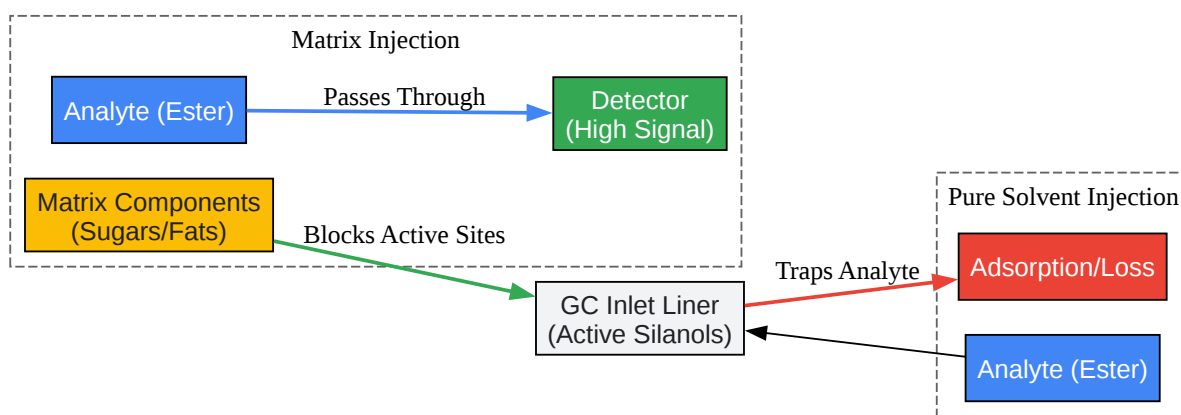 Matrix Injection
Analyte (Ester)
Passes Through
Detector
(High Signal)
Matrix Components
(Sugars/Fats)
Blocks Active Sites
GC Inlet Liner
(Active Silanols)
Traps Analyte
Pure Solvent Injection
Adsorption/Loss
Analyte (Ester)